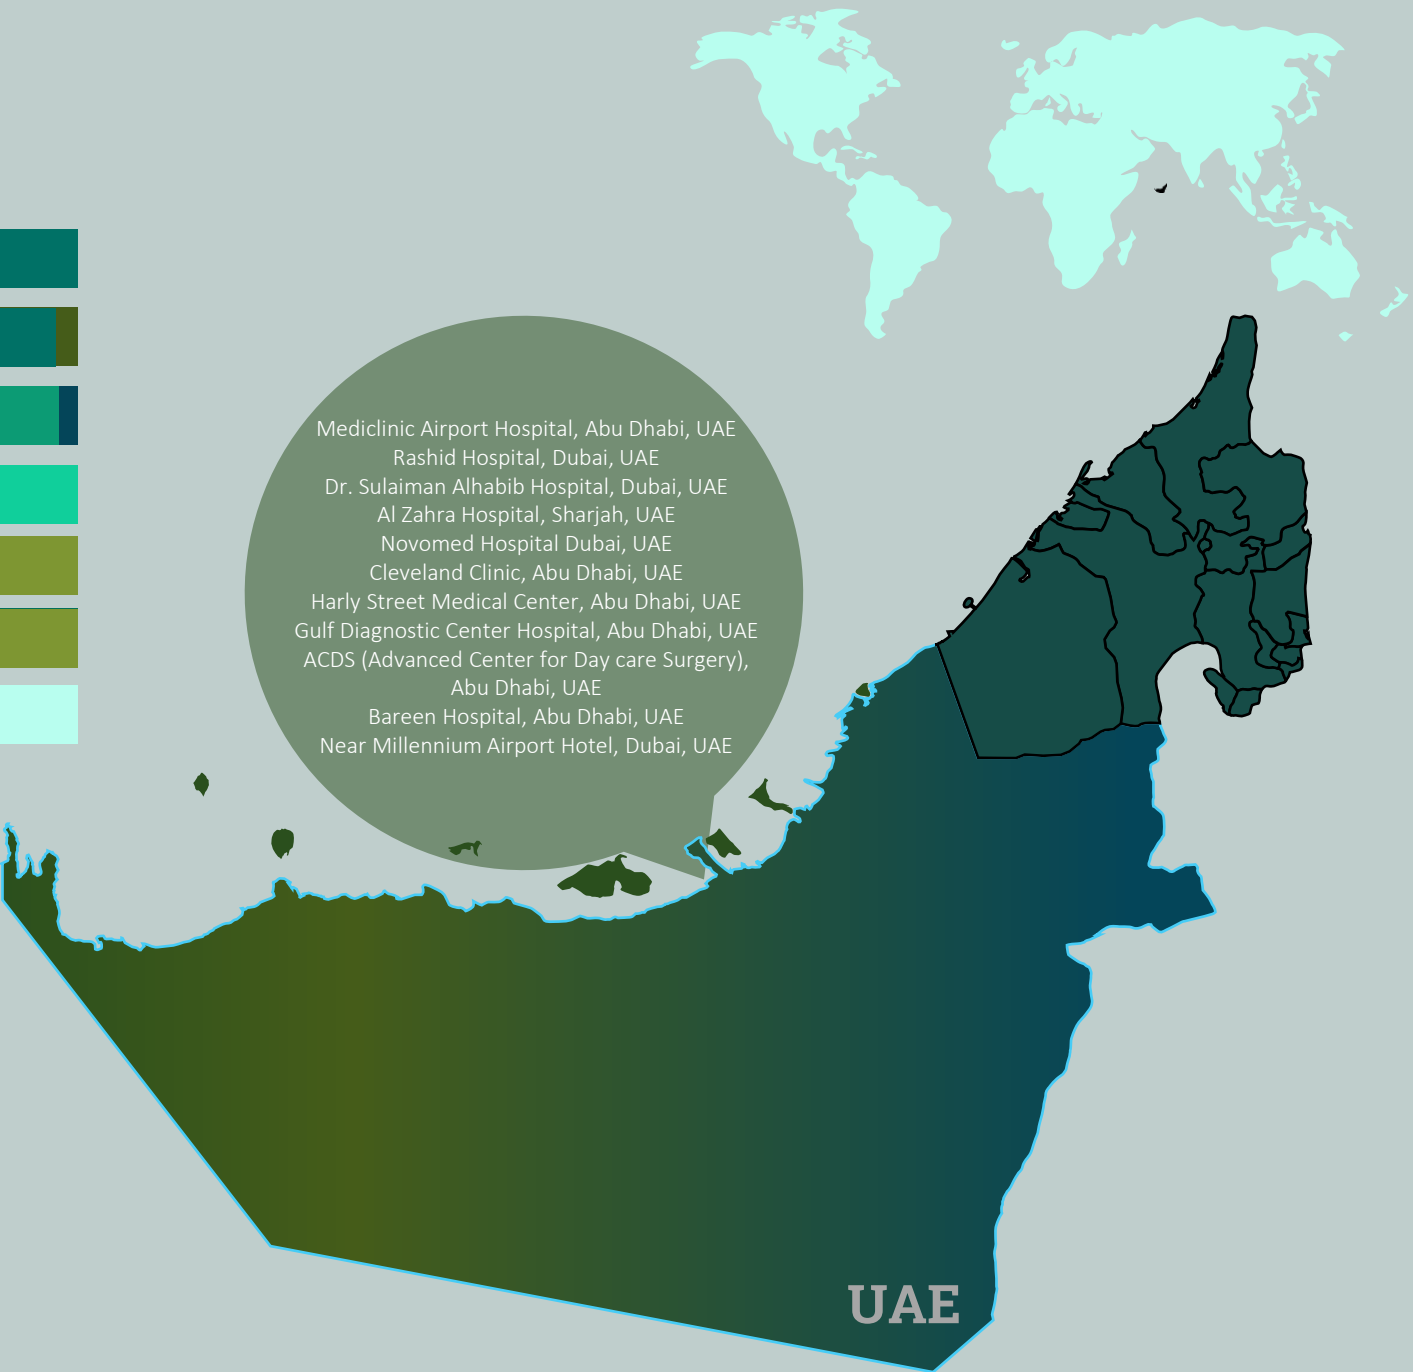 Mediclinic Airport Hospital, Abu Dhabi, UAE
Rashid Hospital, Dubai, UAE
Dr. Sulaiman Alhabib Hospital, Dubai, UAE
Al Zahra Hospital, Sharjah, UAE
Novomed Hospital Dubai, UAE
Cleveland Clinic, Abu Dhabi, UAE
Harly Street Medical Center, Abu Dhabi, UAE
Gulf Diagnostic Center Hospital, Abu Dhabi, UAE
ACDS (Advanced Center for Day care Surgery),
Abu Dhabi, UAE
Bareen Hospital, Abu Dhabi, UAE
Near Millennium Airport Hotel, Dubai, UAE
UAE